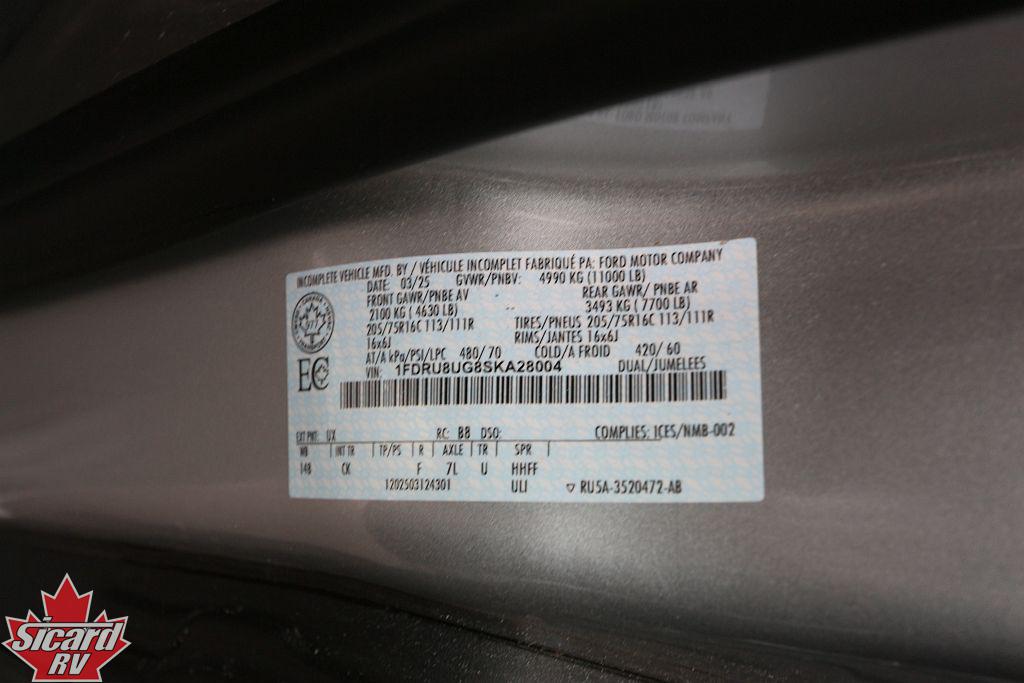 INCOMPLETE VEHICLE MFD. BY / VÉHICULE INCOMPLET FABRIQUÉ PA: FORD MOTOR COMPANY
DATE: 03/25 GVWR/PNBV: 4990 KG (11000 LB)
FRONT GAWR/PNBE AV REAR GAWR/ PNBE AR
2100 KG ( 4630 LB) -- 3493 KG ( 7700 LB)
205/75R16C 113/111R TIRES/PNEUS 205/75R16C 113/111R
16x6J RIMS/JANTES 16x6J
AT/A kPa/PSI/LPC 480/ 70 COLD/A FROID 420/ 60
VIN: 1FDRU8UG8SKA28004 DUAL/JUMELEES
EC
EXT PNT: UX RC: BB DSO: COMPLIES: ICES/NMB-002
WB INT TR TP/PS R AXLE TR SPR
148 CK F 7L U HHFF
1202503124301 ULI ▽ RU5A-3520472-AB
Sicard
RV